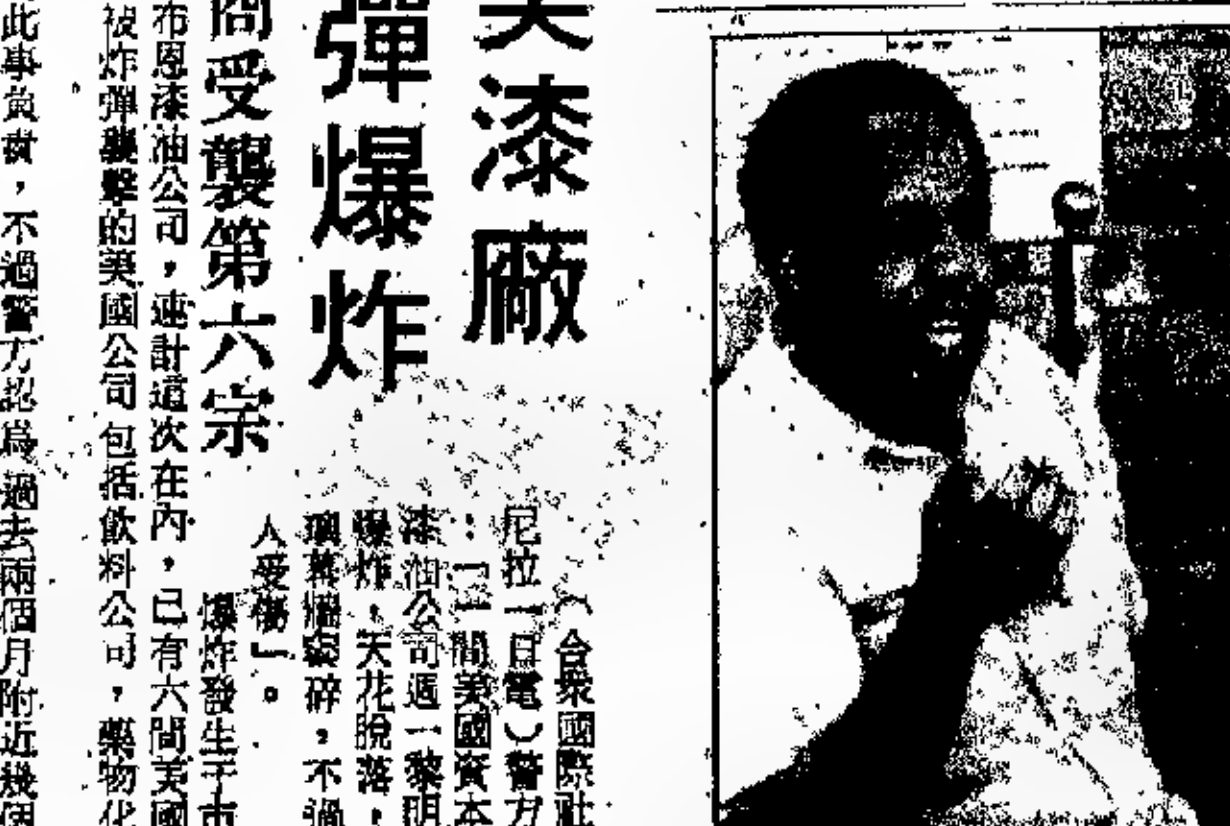 美漆廠
彈爆炸
商受襲第六宗
（合衆國際社
尼拉一日電）警方
：「一間美國資本
漆油公司週一黎明
爆炸，天花脫落，
璃幕牆窗碎，不過
人受傷」。
爆炸發生于市
布恩漆油公司，連計這次在內，已有六間美國
被炸彈襲擊的美國公司包括飲料公司，藥物化
此事負責，不過警方認爲過去兩個月附近幾個